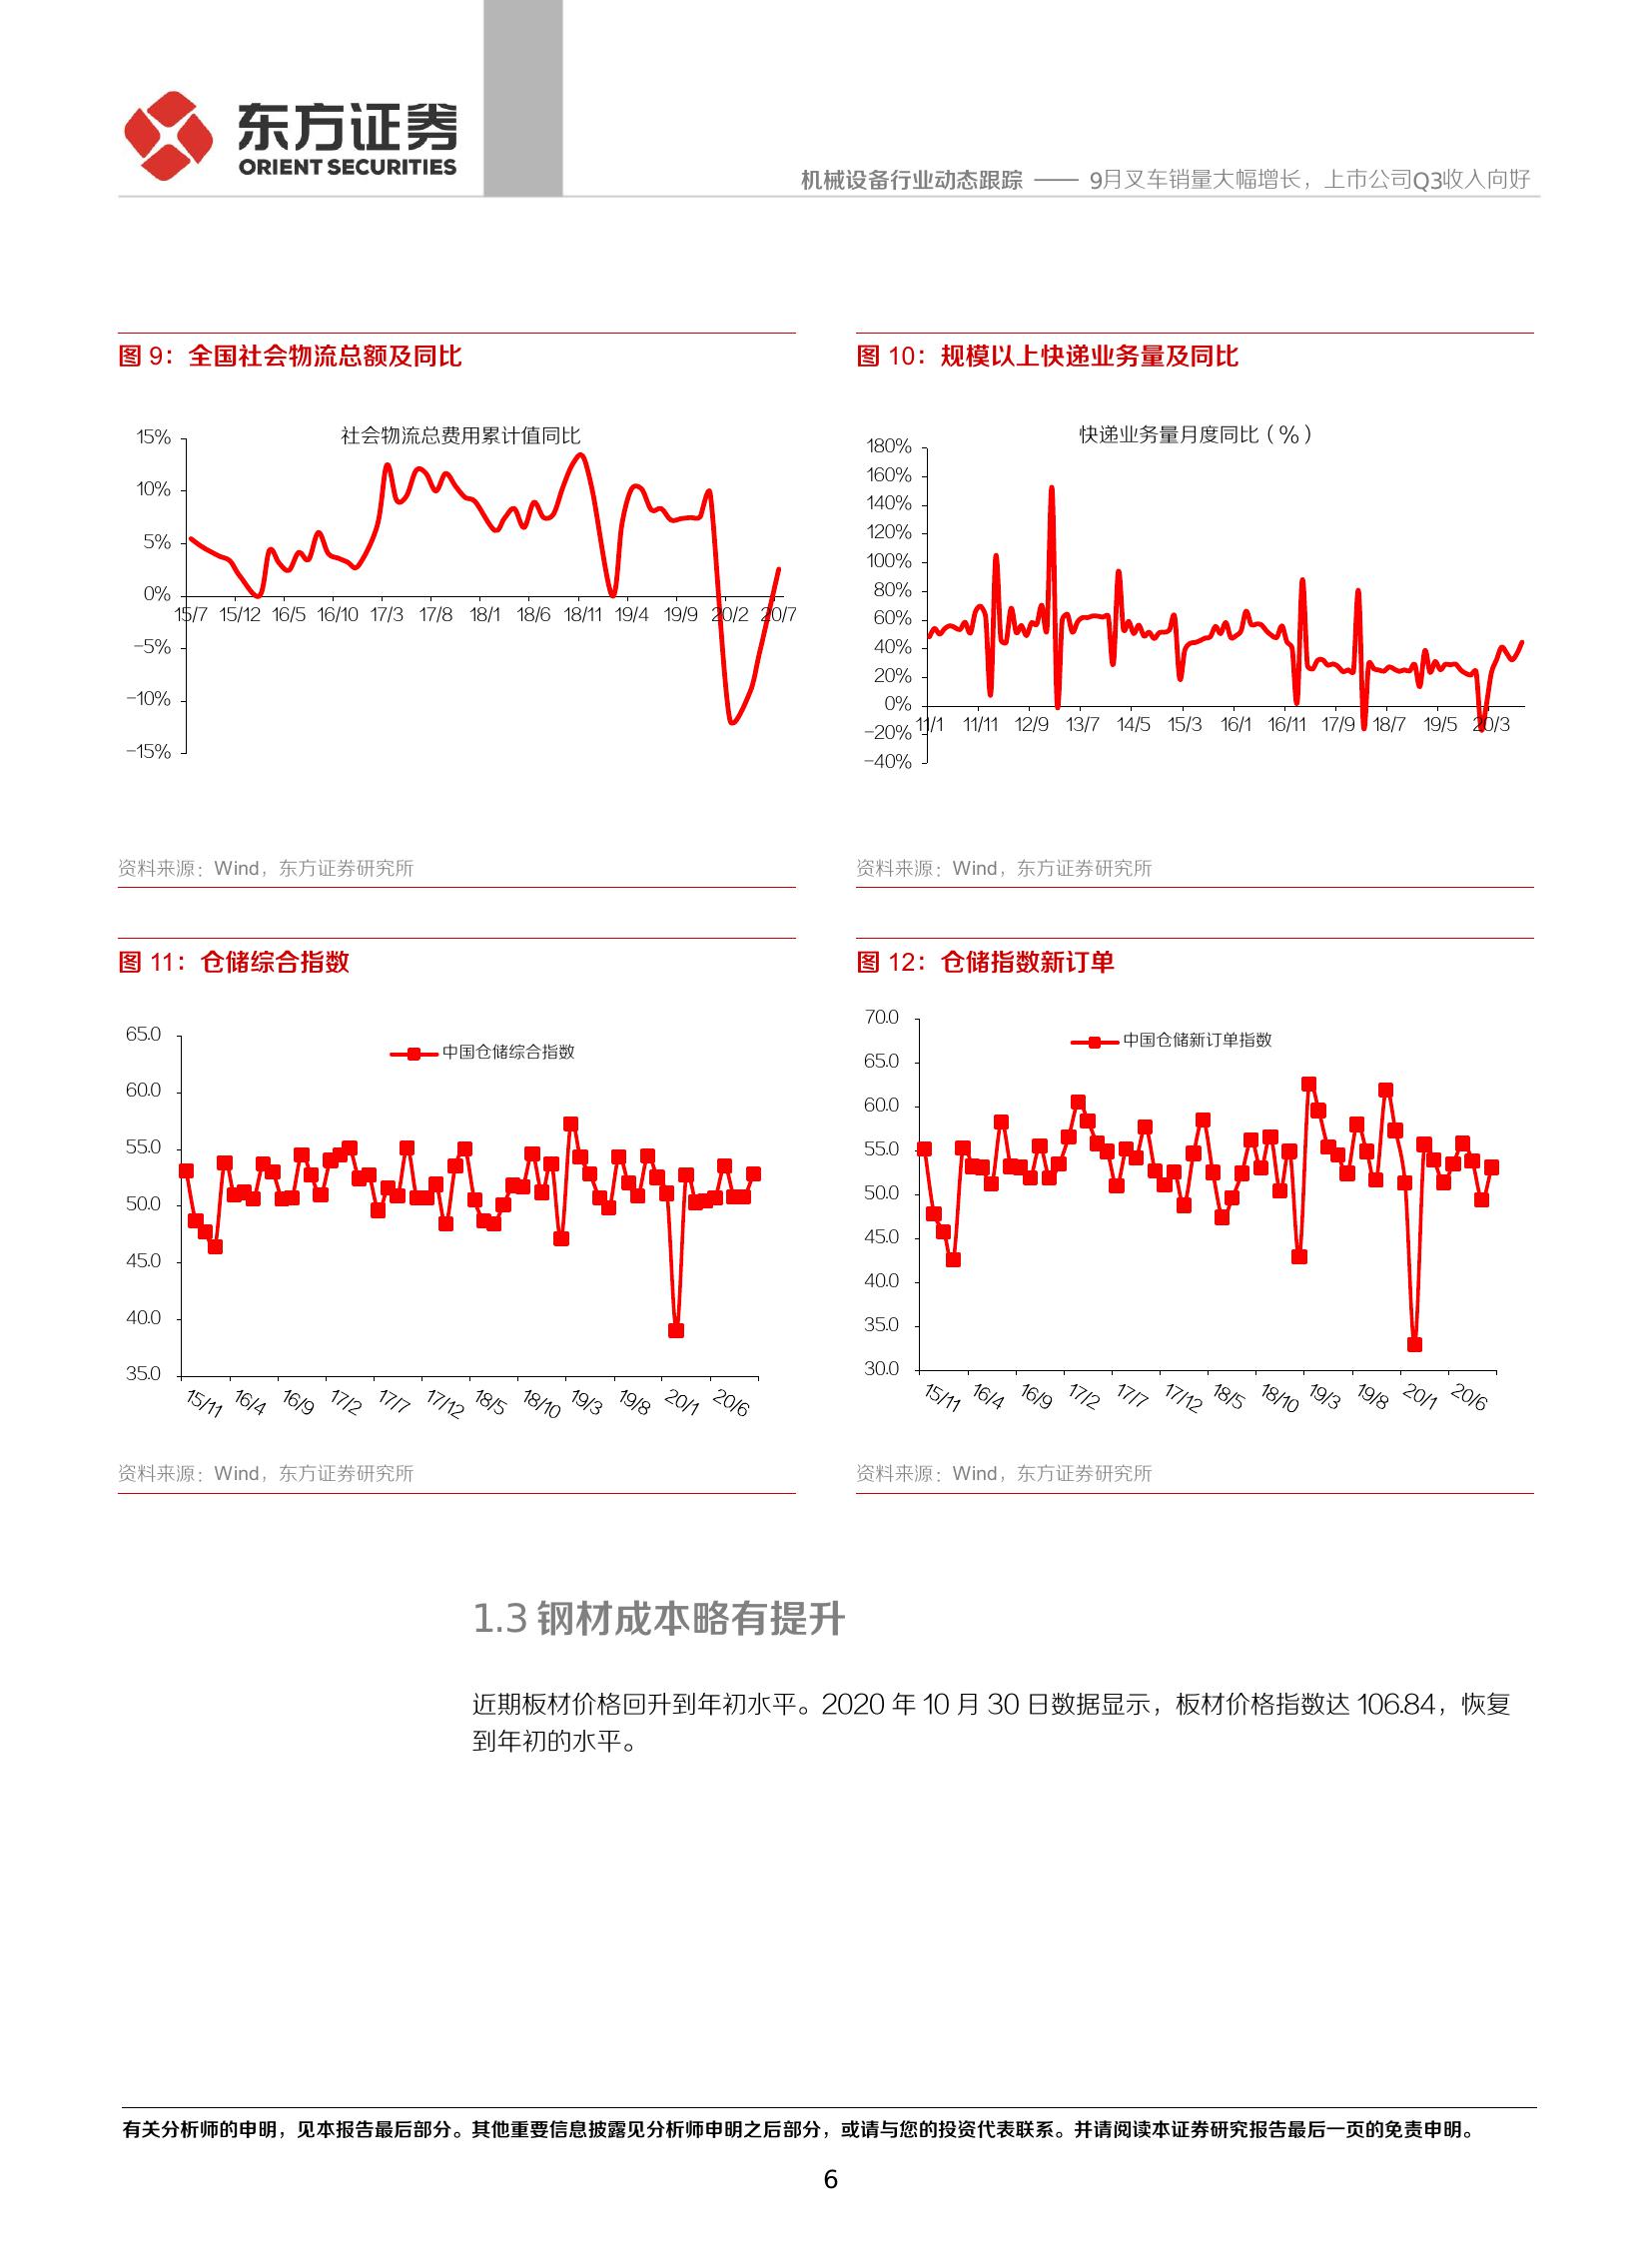 东方证券
ORIENT SECURITIES
机械设备行业动态跟踪 —— 9月叉车销量大幅增长，上市公司Q3收入向好
图 9：全国社会物流总额及同比
社会物流总费用累计值同比
15%
10%
5%
0%
-5%
-10%
-15%
15/7 15/12 16/5 16/10 17/3 17/8 18/1 18/6 18/11 19/4 19/9 20/2 20/7
资料来源：Wind，东方证券研究所
图 10：规模以上快递业务量及同比
快递业务量月度同比（%）
180%
160%
140%
120%
100%
80%
60%
40%
20%
0%
-20%
-40%
11/1 11/11 12/9 13/7 14/5 15/3 16/1 16/11 17/9 18/7 19/5 20/3
资料来源：Wind，东方证券研究所
图 11：仓储综合指数
中国仓储综合指数
65.0
60.0
55.0
50.0
45.0
40.0
35.0
15/11 16/4 16/9 17/2 17/7 17/12 18/5 18/10 19/3 19/8 20/1 20/6
资料来源：Wind，东方证券研究所
图 12：仓储指数新订单
中国仓储新订单指数
70.0
65.0
60.0
55.0
50.0
45.0
40.0
35.0
30.0
15/11 16/4 16/9 17/2 17/7 17/12 18/5 18/10 19/3 19/8 20/1 20/6
资料来源：Wind，东方证券研究所
1.3 钢材成本略有提升
近期板材价格回升到年初水平。2020 年 10 月 30 日数据显示，板材价格指数达 106.84，恢复
到年初的水平。
有关分析师的申明，见本报告最后部分。其他重要信息披露见分析师申明之后部分，或请与您的投资代表联系。并请阅读本证券研究报告最后一页的免责申明。
6